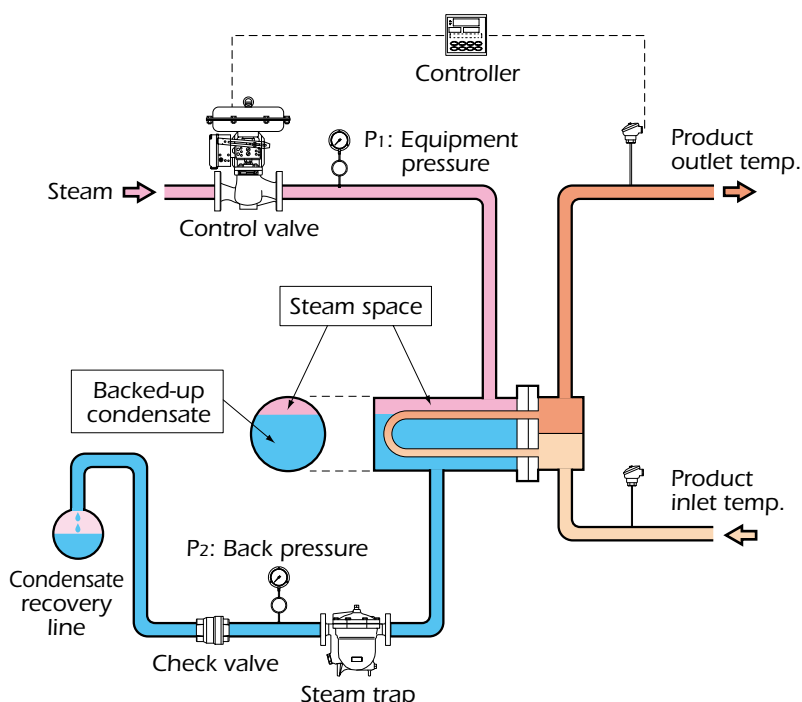 Controller
P1: Equipment
pressure
Product
outlet temp.
Steam
Control valve
Steam space
Backed-up
condensate
Product
inlet temp.
P2: Back pressure
Condensate
recovery
line
Check valve
Steam trap